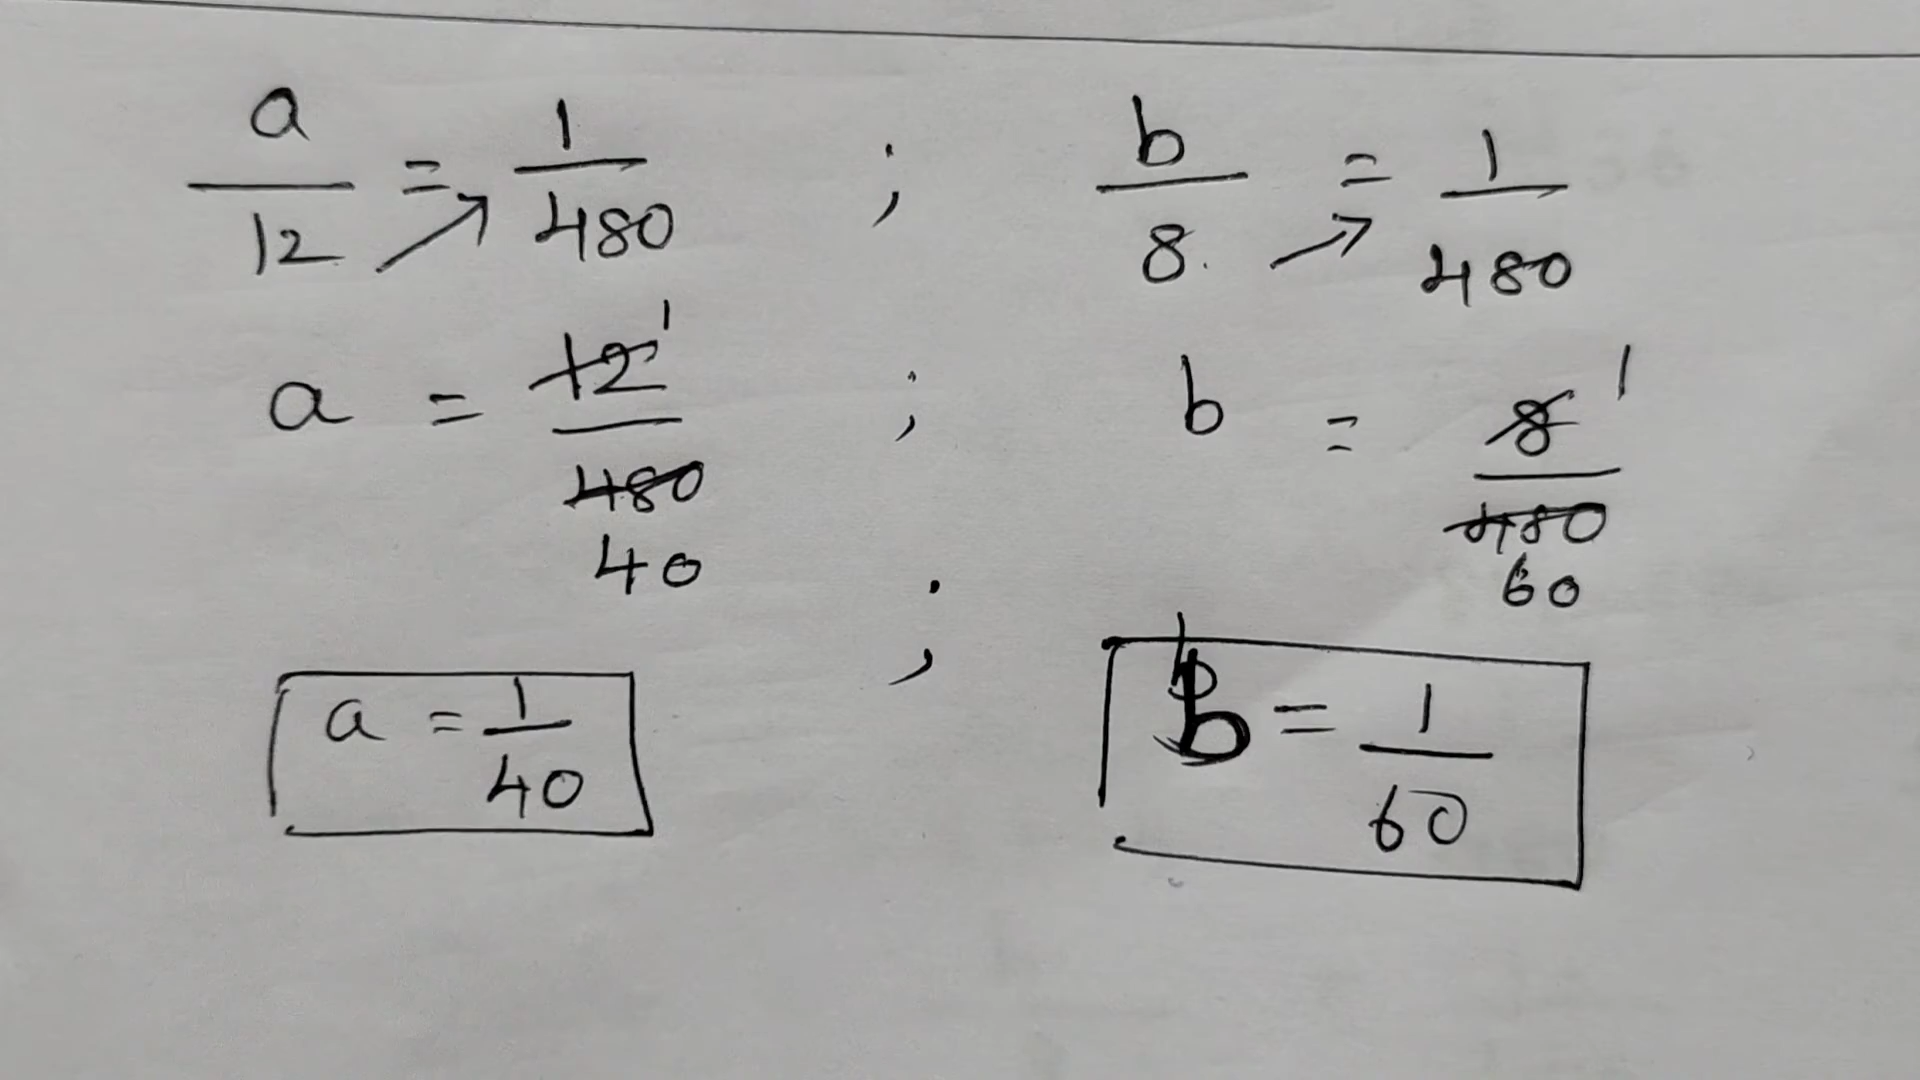 a/12 = 1/480 ; b/8 = 1/480
a = 12/480 ; b = 8/480
1 1
40 60
a = 1/40 ; b = 1/60